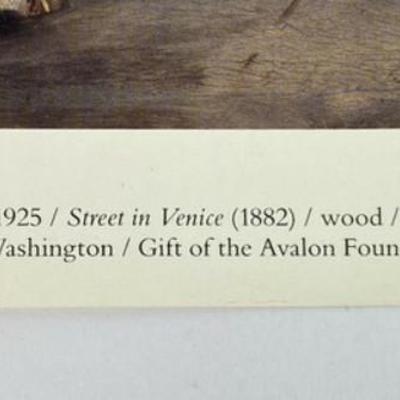 1925 / Street in Venice (1882) / wood /
Washington / Gift of the Avalon Foun